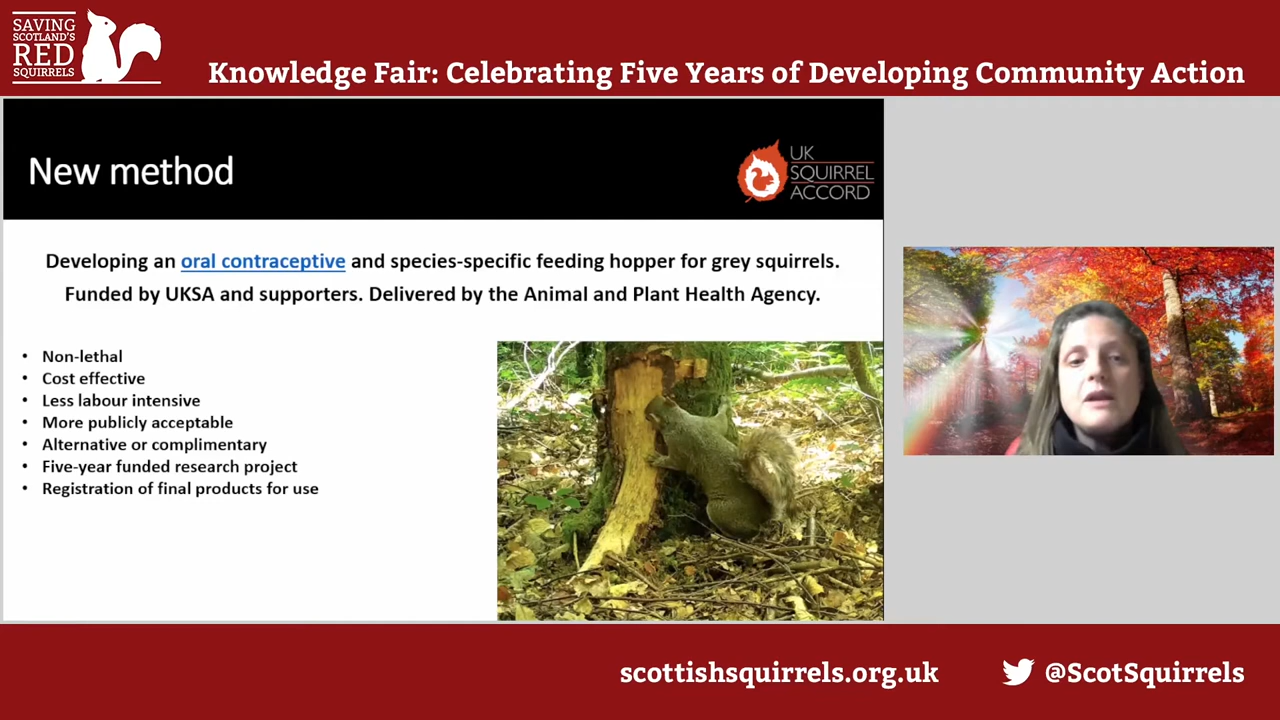 SAVING
SCOTLAND'S
RED
SQUIRRELS
Knowledge Fair: Celebrating Five Years of Developing Community Action
New method
UK
SQUIRREL
ACCORD
Developing an oral contraceptive and species-specific feeding hopper for grey squirrels.
Funded by UKSA and supporters. Delivered by the Animal and Plant Health Agency.
• Non-lethal
• Cost effective
• Less labour intensive
• More publicly acceptable
• Alternative or complimentary
• Five-year funded research project
• Registration of final products for use
scottishsquirrels.org.uk
@ScotSquirrels